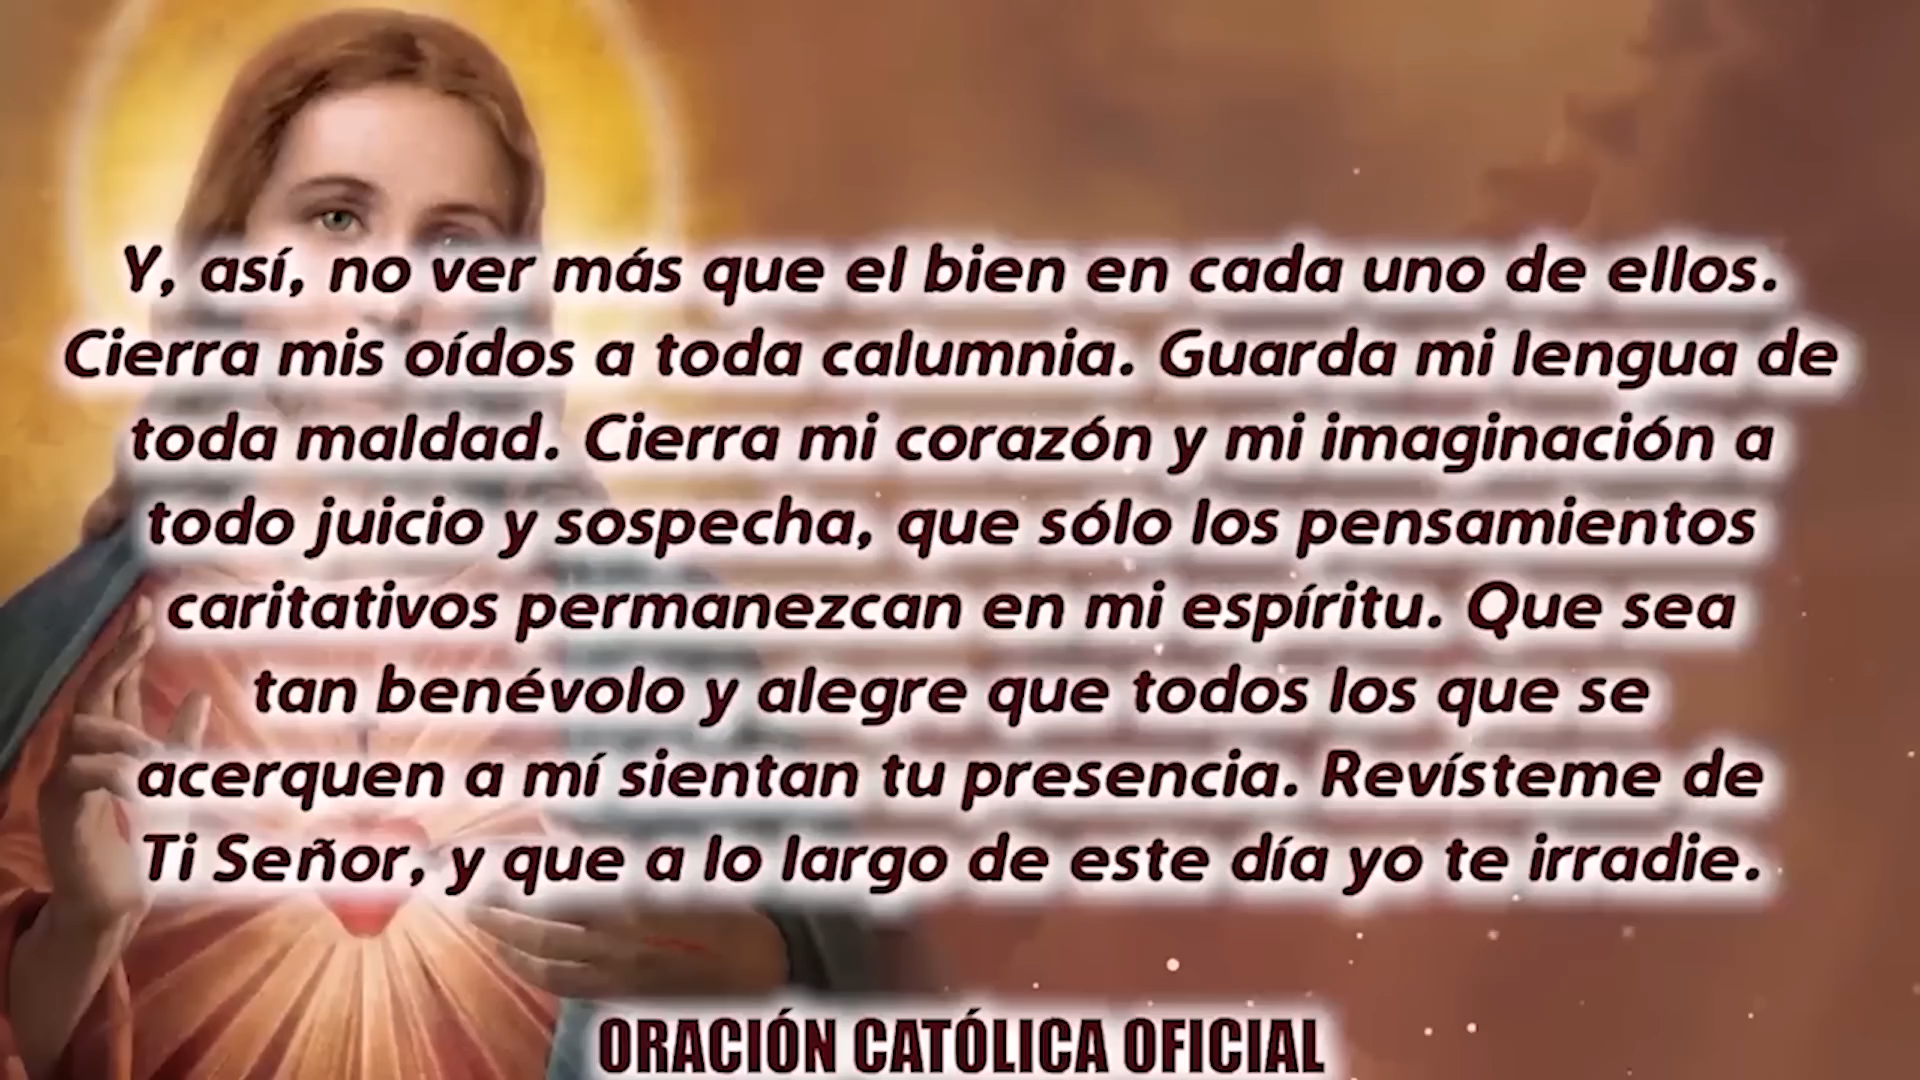 Y, así, no ver más que el bien en cada uno de ellos.
Cierra mis oídos a toda calumnia. Guarda mi lengua de
toda maldad. Cierra mi corazón y mi imaginación a
todo juicio y sospecha, que sólo los pensamientos
caritativos permanezcan en mi espíritu. Que sea
tan benévolo y alegre que todos los que se
acerquen a mí sientan tu presencia. Revísteme de
Ti Señor, y que a lo largo de este día yo te irradie.
ORACIÓN CATÓLICA OFICIAL